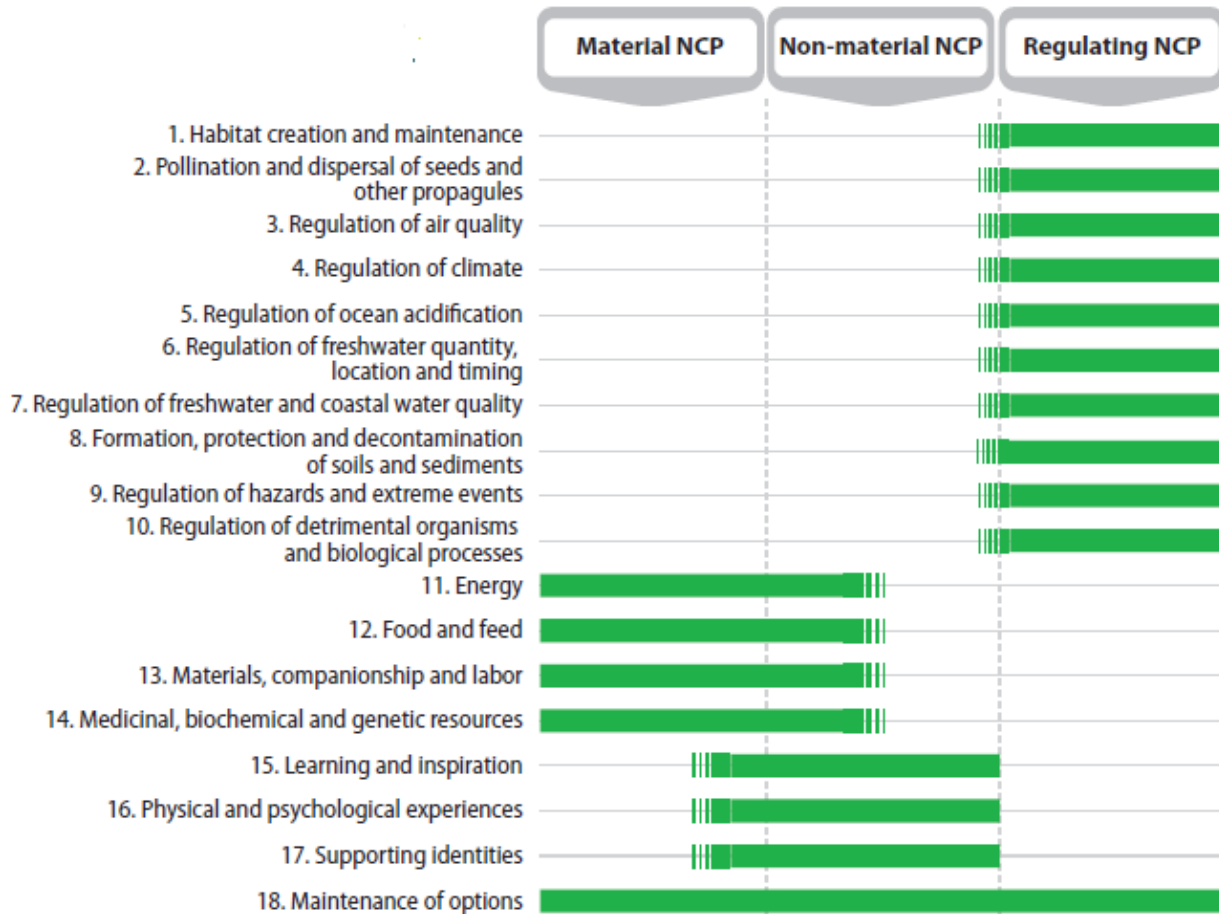 Material NCP
Non-material NCP
Regulating NCP
1. Habitat creation and maintenance
2. Pollination and dispersal of seeds and
other propagules
3. Regulation of air quality
4. Regulation of climate
5. Regulation of ocean acidification
6. Regulation of freshwater quantity,
location and timing
7. Regulation of freshwater and coastal water quality
8. Formation, protection and decontamination
of soils and sediments
9. Regulation of hazards and extreme events
10. Regulation of detrimental organisms
and biological processes
11. Energy
12. Food and feed
13. Materials, companionship and labor
14. Medicinal, biochemical and genetic resources
15. Learning and inspiration
16. Physical and psychological experiences
17. Supporting identities
18. Maintenance of options